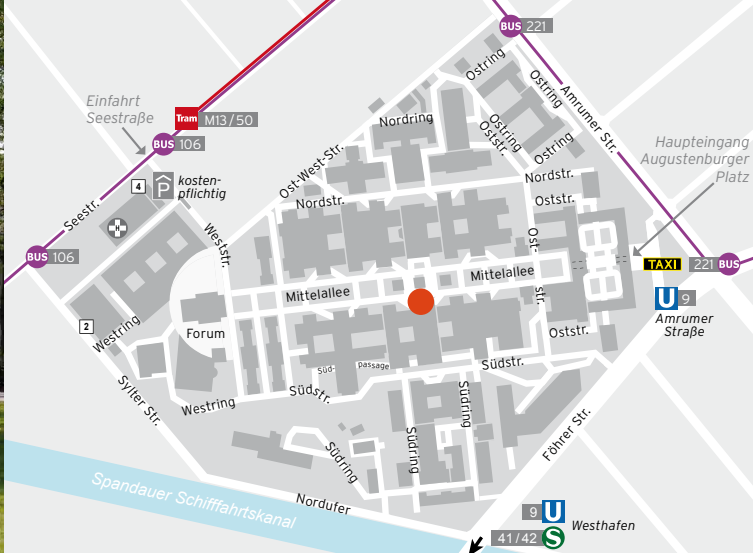 BUS 221
Ostring
Ostring
Amrumer Str.
Einfahrt
Seestraße
Tram M13/50
Nordring
Ostring
Oststr.
Ostring
Haupteingang
Augustenburger
Platz
BUS 106
Ost-West-Str.
4
P
kosten-
pflichtig
Nordstr.
Nordstr.
Oststr.
Seestr.
H
Weststr.
Ost-
str.
BUS 106
Mittelallee
Mittelallee
TAXI
221 BUS
U 9
Amrumer
Straße
2
Westring
Forum
Oststr.
Süd-
passage
Südstr.
Südstr.
Sylter Str.
Westring
Südring
Südring
Südring
Föhrer Str.
Spandauer Schifffahrtskanal
Nordufer
9 U
Westhafen
41/42 S